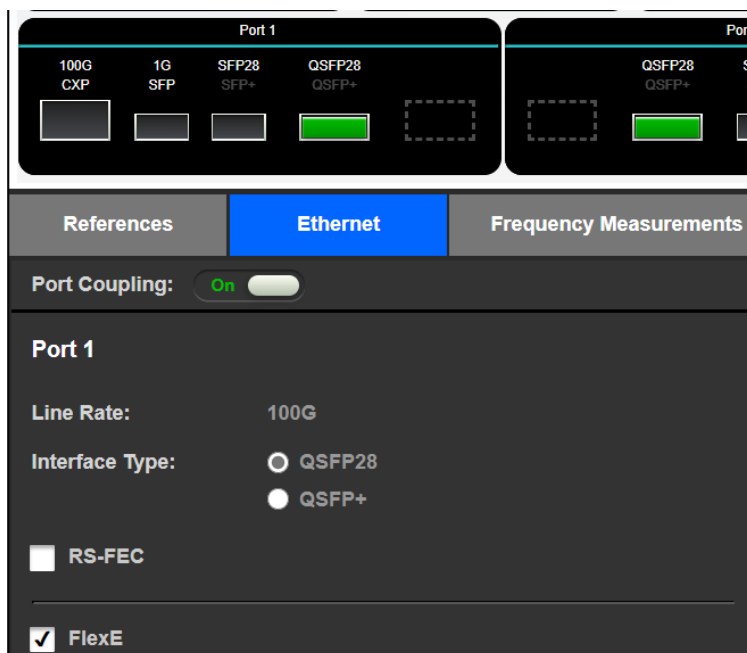 Port 1
Por
100G 1G SFP28 QSFP28 QSFP28 S
CXP SFP SFP+ QSFP+ QSFP+
References Ethernet Frequency Measurements
Port Coupling: On
Port 1
Line Rate: 100G
Interface Type: QSFP28
QSFP+
RS-FEC
FlexE